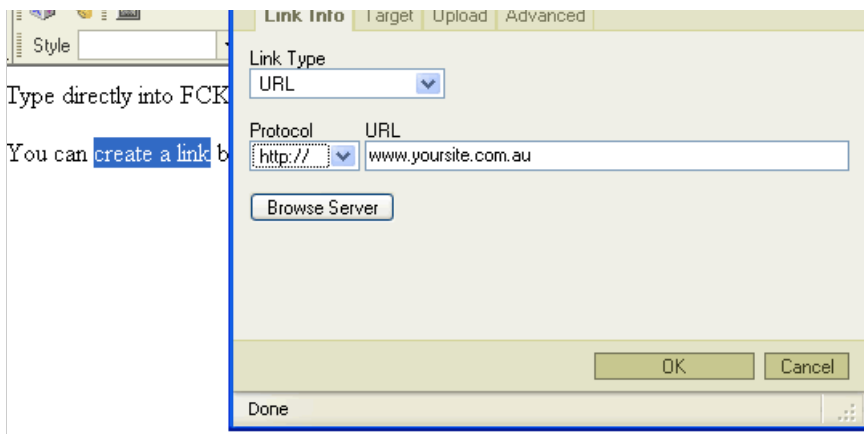 Link Info Target Upload Advanced
Style
Link Type
URL
Type directly into FCK
Protocol URL
http:// www.yoursite.com.au
You can create a link b
Browse Server
OK Cancel
Done